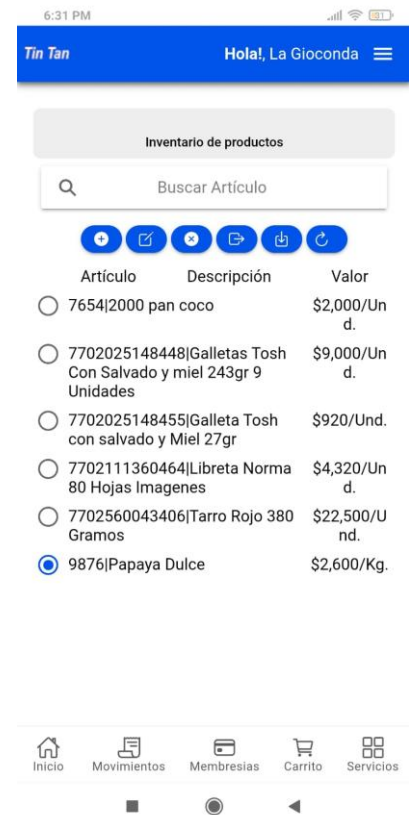 6:31 PM
Tin Tan
Hola!, La Gioconda
Inventario de productos
Buscar Artículo
Artículo Descripción Valor
7654|2000 pan coco $2,000/Un
d.
7702025148448|Galletas Tosh $9,000/Un
Con Salvado y miel 243gr 9 d.
Unidades
7702025148455|Galleta Tosh $920/Und.
con salvado y Miel 27gr
7702111360464|Libreta Norma $4,320/Un
80 Hojas Imagenes d.
7702560043406|Tarro Rojo 380 $22,500/U
Gramos nd.
9876|Papaya Dulce $2,600/Kg.
Inicio Movimientos Membresias Carrito Servicios